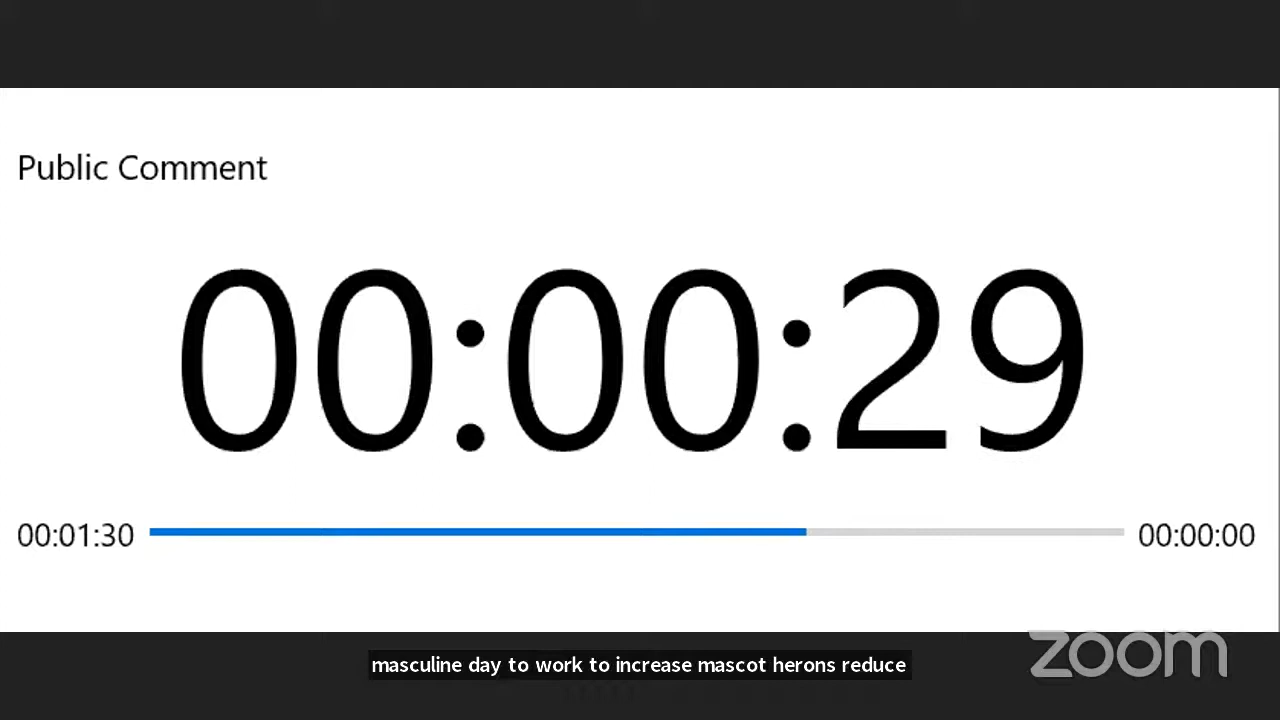 Public Comment
00:00:29
00:01:30
00:00:00
masculine day to work to increase mascot herons reduce
zoom